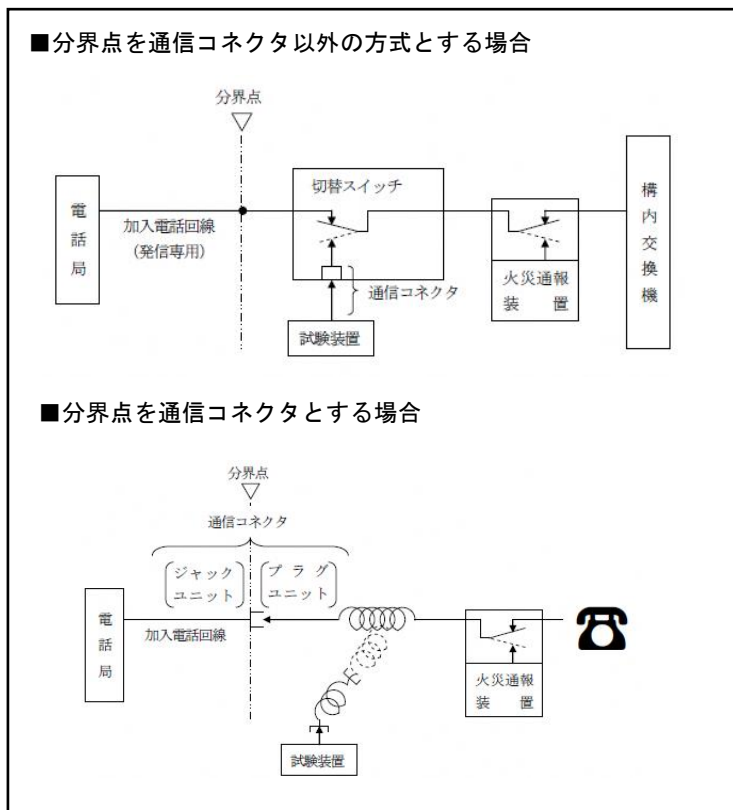 ■分界点を通信コネクタ以外の方式とする場合
分界点
電話局
加入電話回線
(発信専用)
切替スイッチ
通信コネクタ
試験装置
火災通報
装置
構内交換機
■分界点を通信コネクタとする場合
分界点
通信コネクタ
ジャック
ユニット
プラグ
ユニット
電話局
加入電話回線
火災通報
装置
試験装置